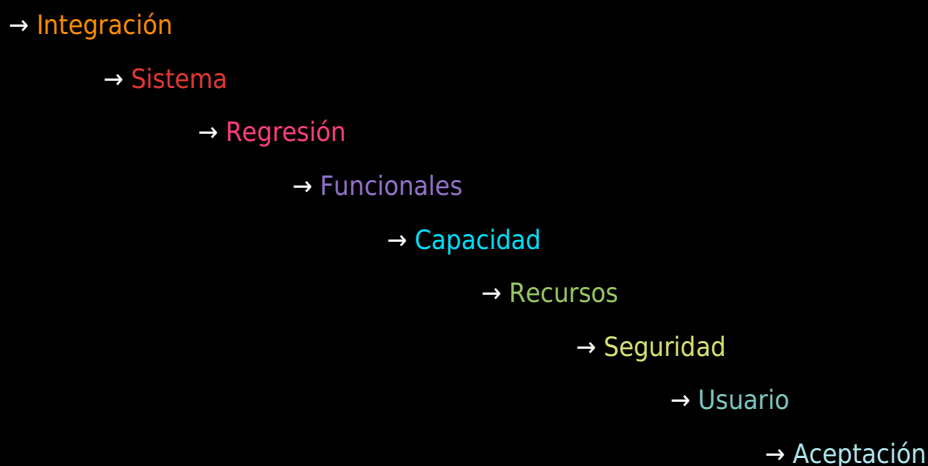 → Integración
→ Sistema
→ Regresión
→ Funcionales
→ Capacidad
→ Recursos
→ Seguridad
→ Usuario
→ Aceptación